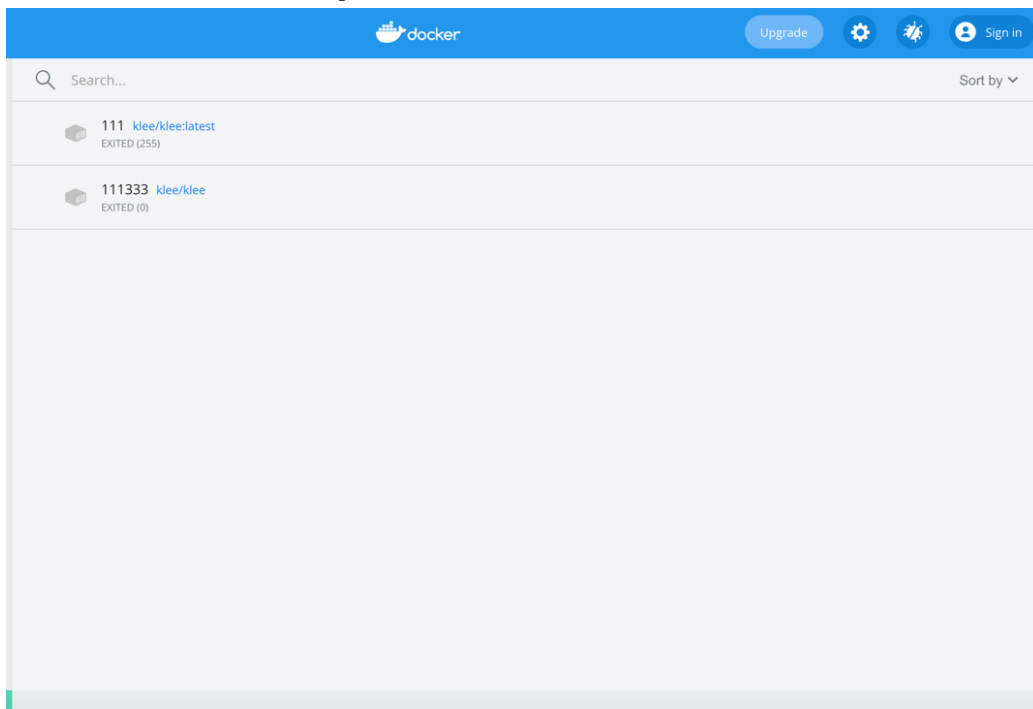 docker
Upgrade
Sign in
Search...
Sort by
111 klee/klee:latest
EXITED (255)
111333 klee/klee
EXITED (0)